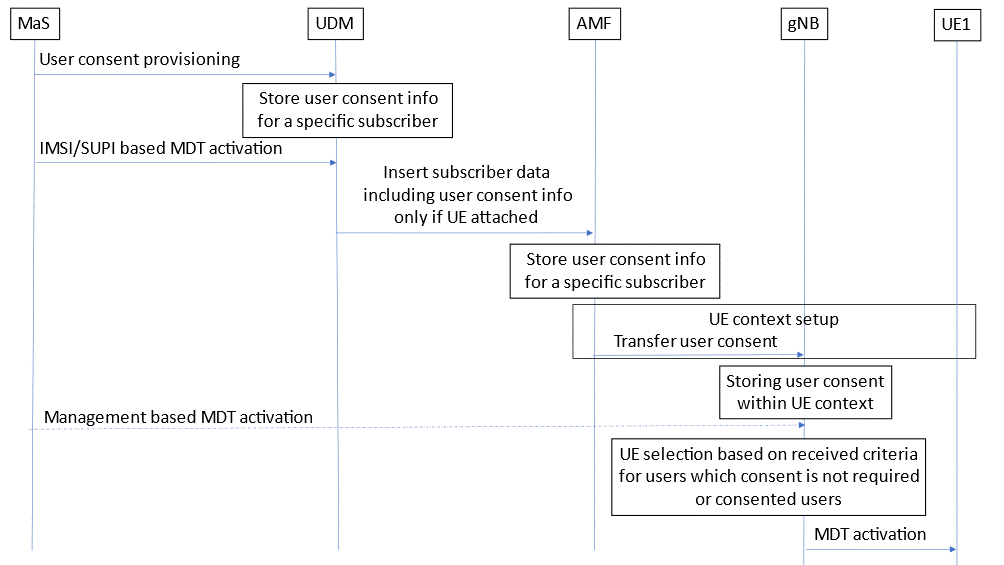 MaS
UDM
AMF
gNB
UE1
User consent provisioning
Store user consent info
for a specific subscriber
IMSI/SUPI based MDT activation
Insert subscriber data
including user consent info
only if UE attached
Store user consent info
for a specific subscriber
UE context setup
Transfer user consent
Storing user consent
within UE context
Management based MDT activation
UE selection based on received criteria
for users which consent is not required
or consented users
MDT activation